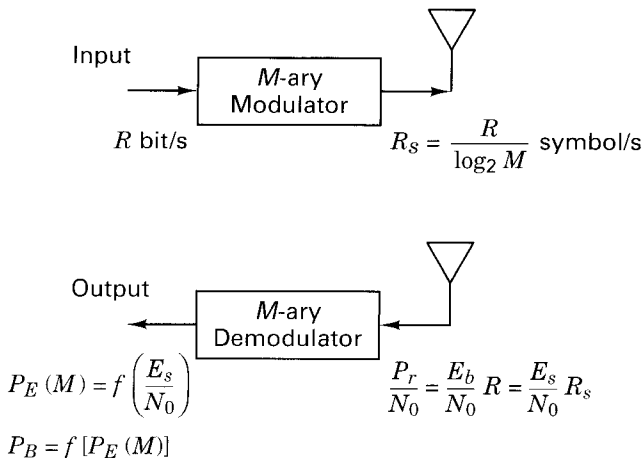 Input
M-ary
Modulator
R bit/s
R_s = R / log_2 M symbol/s
Output
M-ary
Demodulator
P_E (M) = f (E_s / N_0)
P_r / N_0 = E_b / N_0 R = E_s / N_0 R_s
P_B = f [P_E (M)]